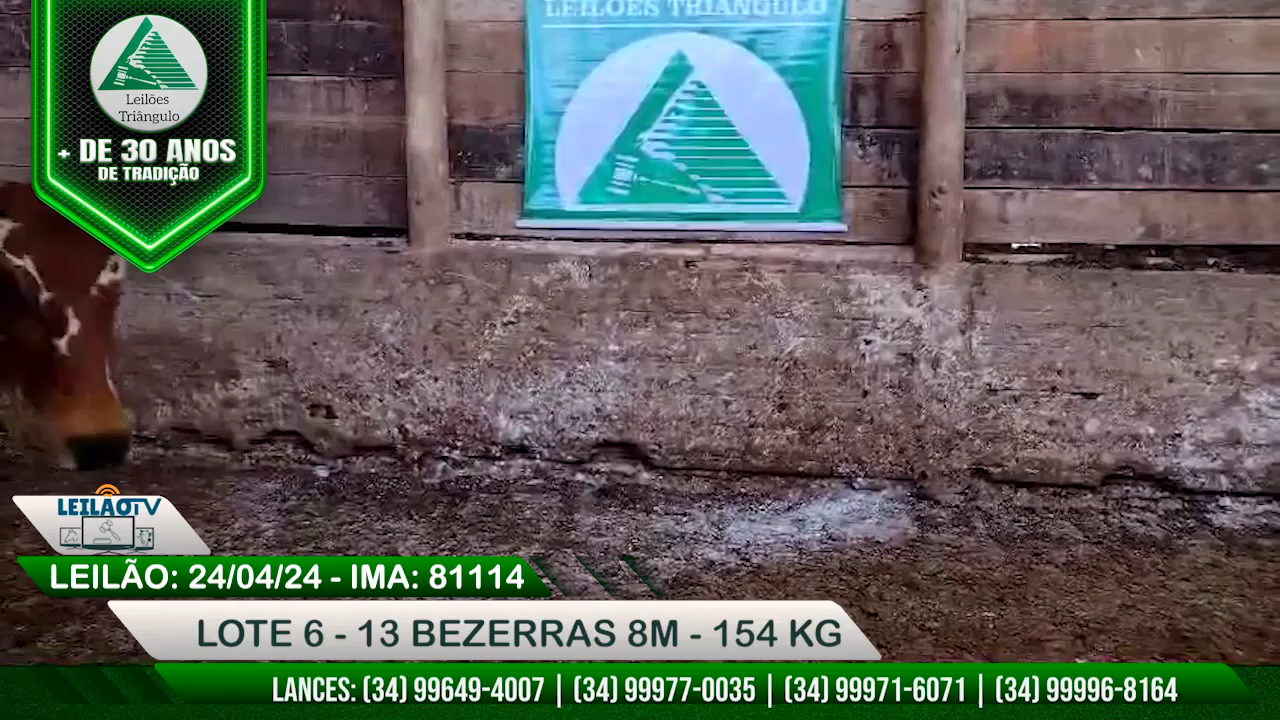 LEILÕES TRIÂNGULO
Leilões
Triângulo
+ DE 30 ANOS
DE TRADIÇÃO
LEILÃOTV
LEILÃO: 24/04/24 - IMA: 81114
LOTE 6 - 13 BEZERRAS 8M - 154 KG
LANCES: (34) 99649-4007 | (34) 99977-0035 | (34) 99971-6071 | (34) 99996-8164